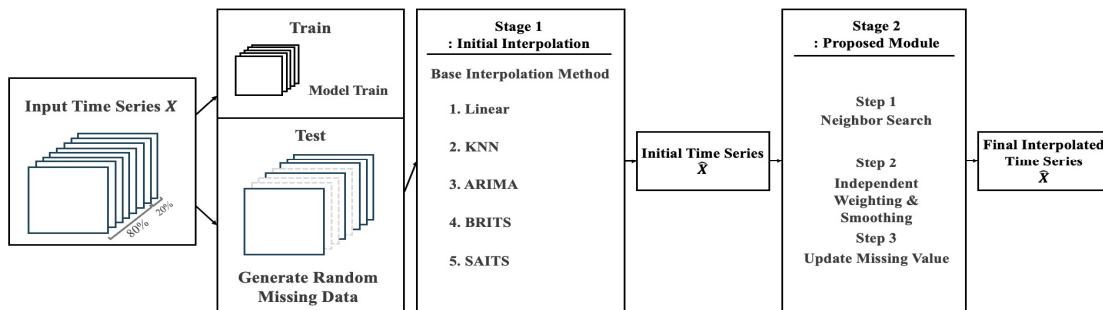 Input Time Series X
80%
20%
Train
Model Train
Test
Generate Random
Missing Data
Stage 1
: Initial Interpolation
Base Interpolation Method
1. Linear
2. KNN
3. ARIMA
4. BRITS
5. SAITS
Initial Time Series
X̂
Stage 2
: Proposed Module
Step 1
Neighbor Search
Step 2
Independent
Weighting &
Smoothing
Step 3
Update Missing Value
Final Interpolated
Time Series
X̂